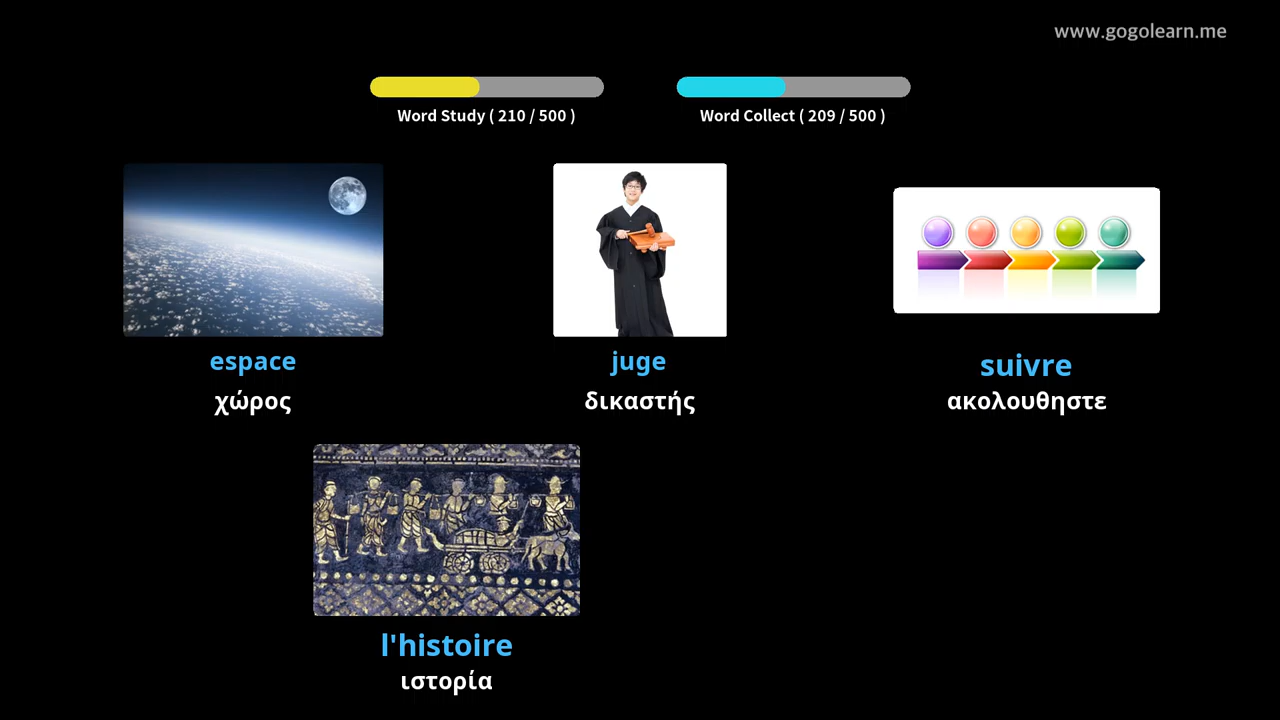 www.gogolearn.me
Word Study ( 210 / 500 )
Word Collect ( 209 / 500 )
espace
χώρος
juge
δικαστής
suivre
ακολουθηστε
l'histoire
ιστορία